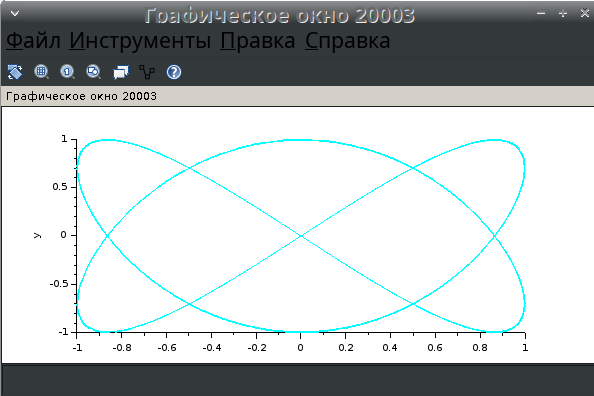 Графическое окно 20003
Файл Инструменты Правка Справка
Графическое окно 20003
1
0.5
0
-0.5
-1
y
-1 -0.8 -0.6 -0.4 -0.2 0 0.2 0.4 0.6 0.8 1